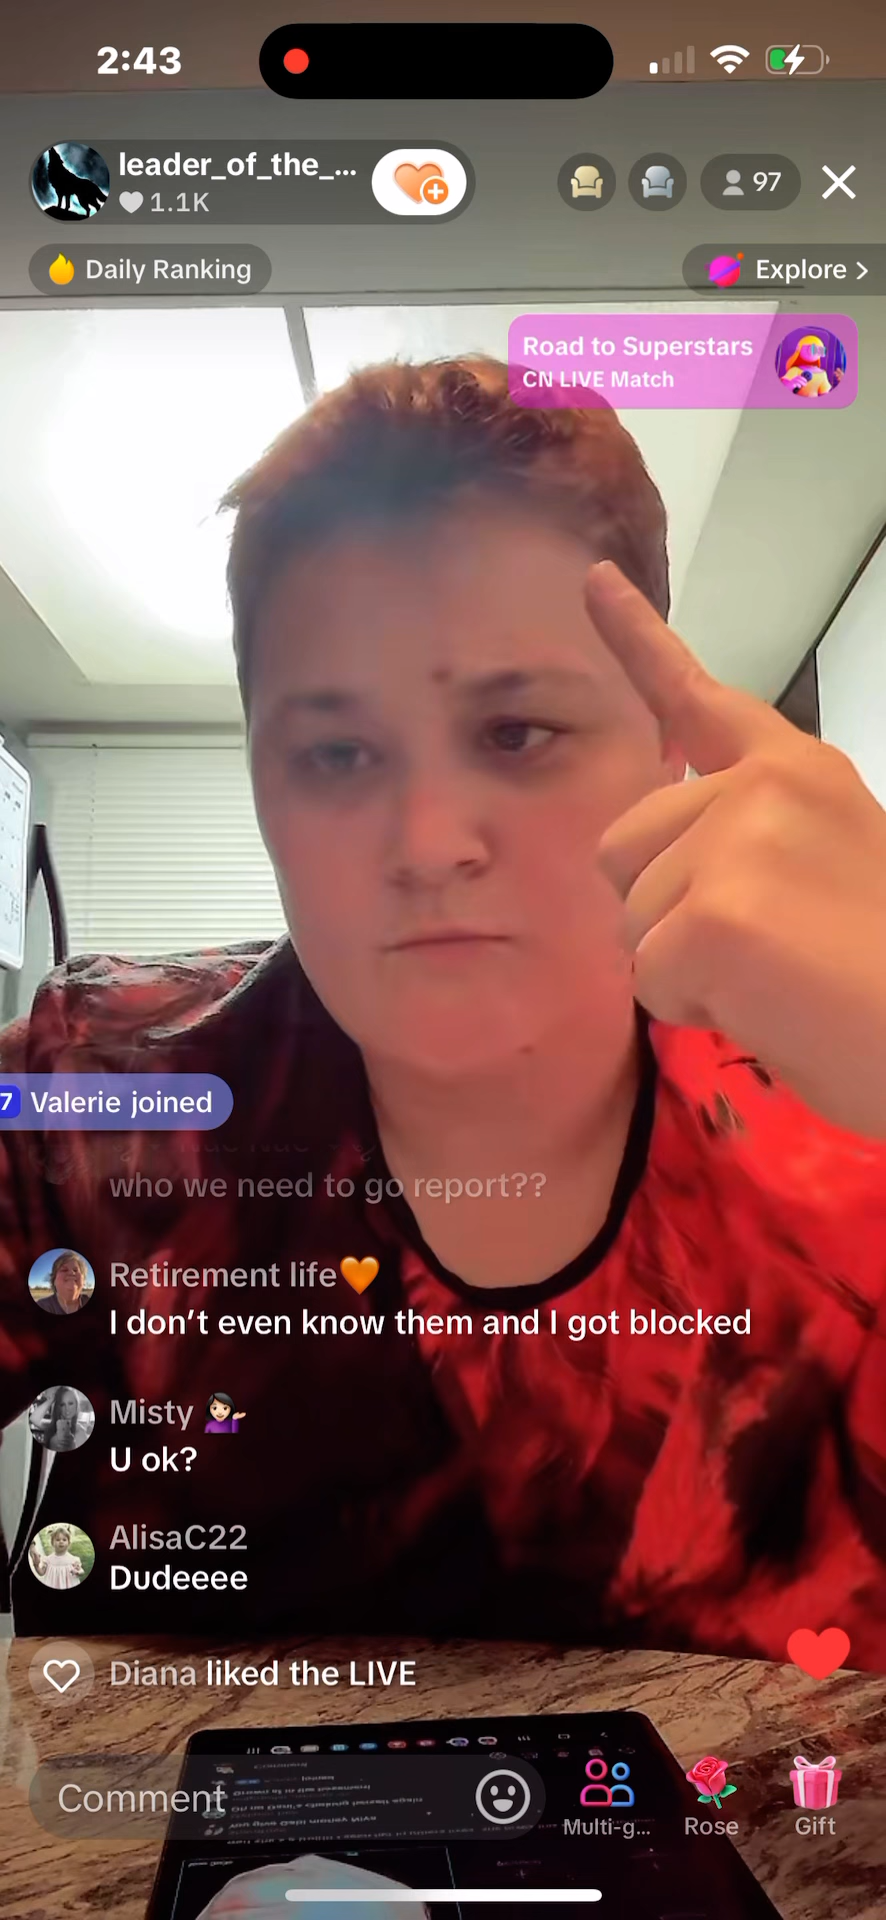 2:43
leader_of_the_...
1.1K
97
Daily Ranking
Explore >
Road to Superstars
CN LIVE Match
7 Valerie joined
who we need to go report??
Retirement life🧡
I don't even know them and I got blocked
Misty 💁🏻‍♀️
U ok?
AlisaC22
Dudeeee
Diana liked the LIVE
Comment
Multi-g...
Rose
Gift